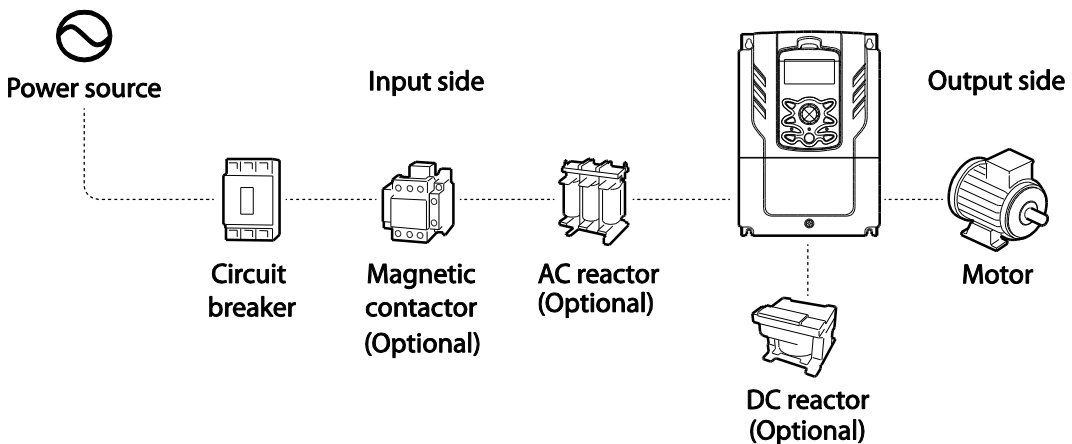 Power source
Input side
Output side
Circuit
breaker
Magnetic
contactor
(Optional)
AC reactor
(Optional)
Motor
DC reactor
(Optional)